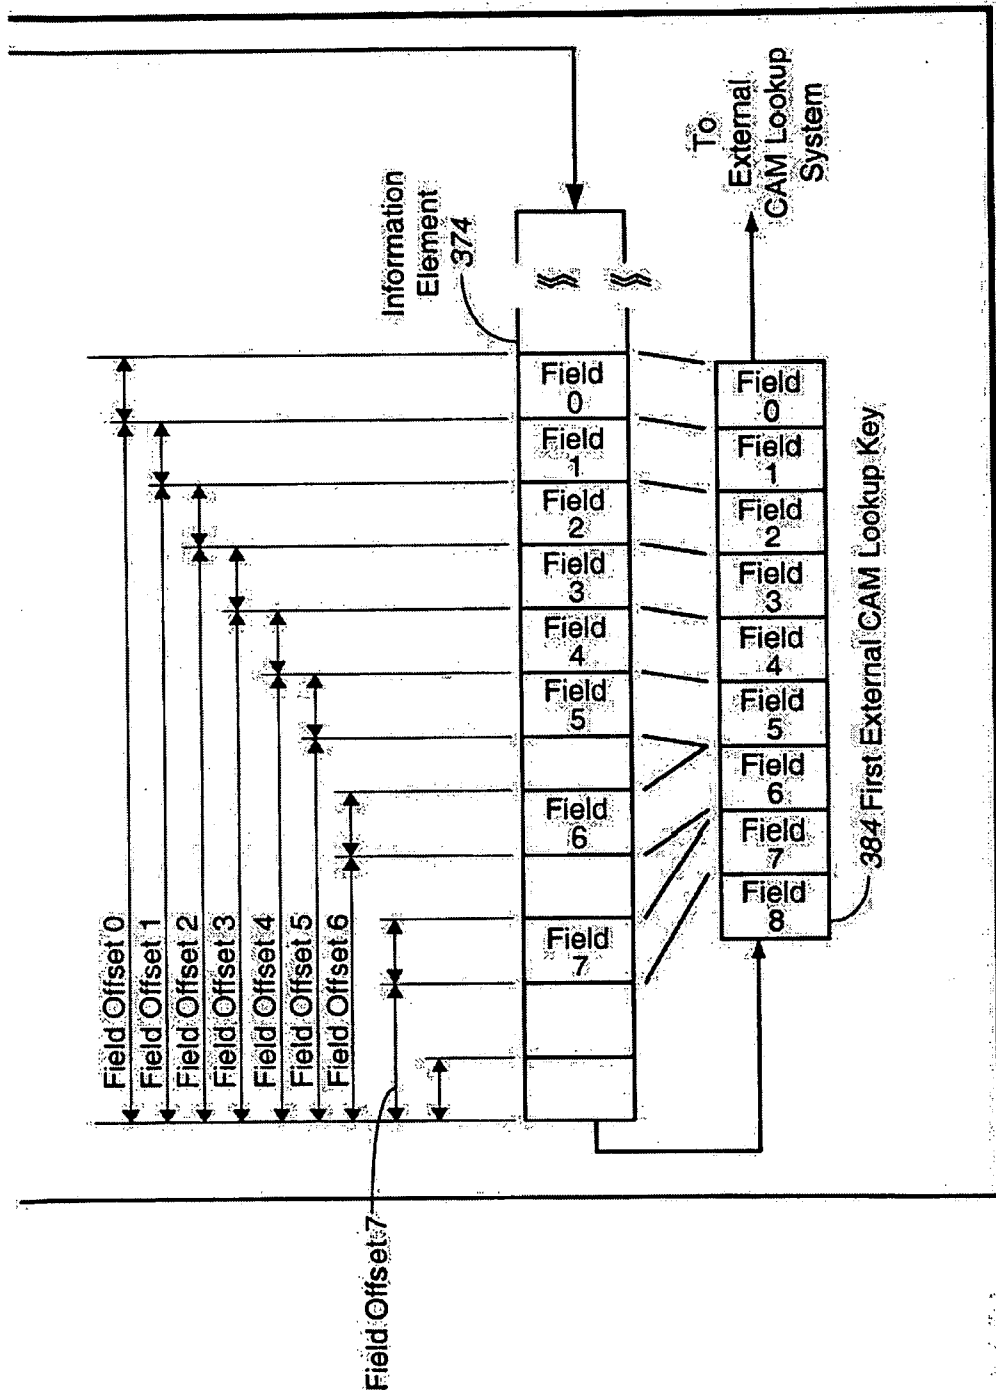 Field Offset 0
Field Offset 1
Field Offset 2
Field Offset 3
Field Offset 4
Field Offset 5
Field Offset 6
Field Offset 7
Information
Element
374
Field
0
Field
1
Field
2
Field
3
Field
4
Field
5
Field
6
Field
7
To
External
CAM Lookup
System
Field
0
Field
1
Field
2
Field
3
Field
4
Field
5
Field
6
Field
7
Field
8
384 First External CAM Lookup Key